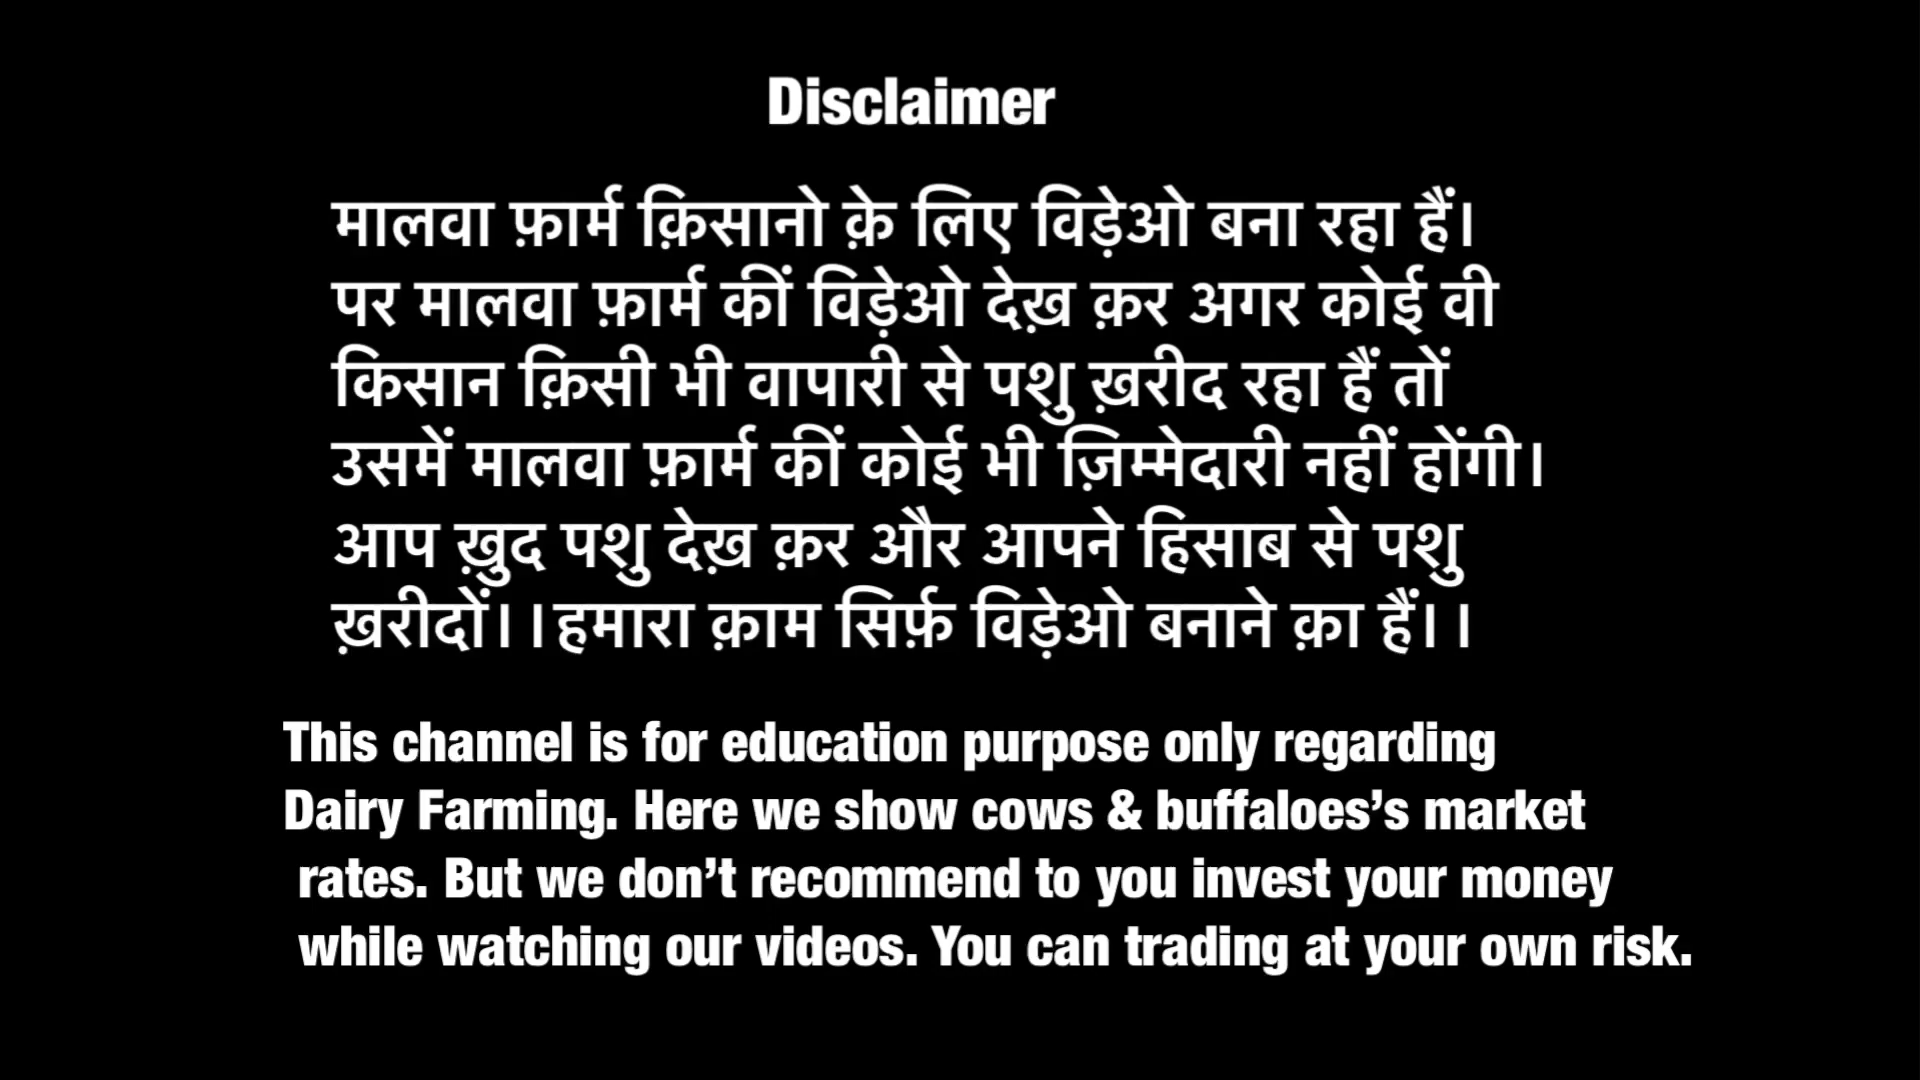 Disclaimer
मालवा फ़ार्म क़िसानो क़े लिए विड़ेओ बना रहा हैं।
पर मालवा फ़ार्म कीं विड़ेओ देख़ क़र अगर कोई वी
किसान क़िसी भी वापारी से पशु ख़रीद रहा हैं तों
उसमें मालवा फ़ार्म कीं कोई भी ज़िम्मेदारी नहीं होंगी।
आप ख़ुद पशु देख़ क़र और आपने हिसाब से पशु
ख़रीदों।।हमारा क़ाम सिर्फ़ विड़ेओ बनाने क़ा हैं।।
This channel is for education purpose only regarding
Dairy Farming. Here we show cows & buffaloes’s market
rates. But we don’t recommend to you invest your money
while watching our videos. You can trading at your own risk.